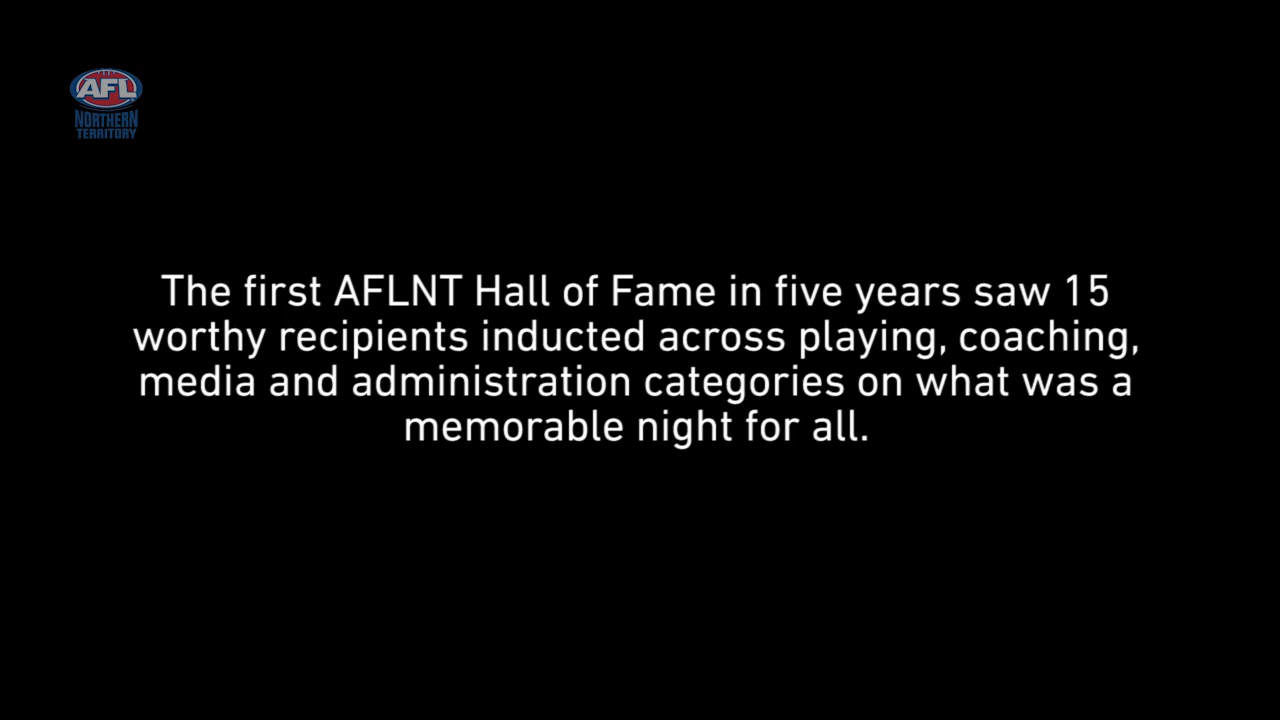 AFL
NORTHERN
TERRITORY
The first AFLNT Hall of Fame in five years saw 15
worthy recipients inducted across playing, coaching,
media and administration categories on what was a
memorable night for all.